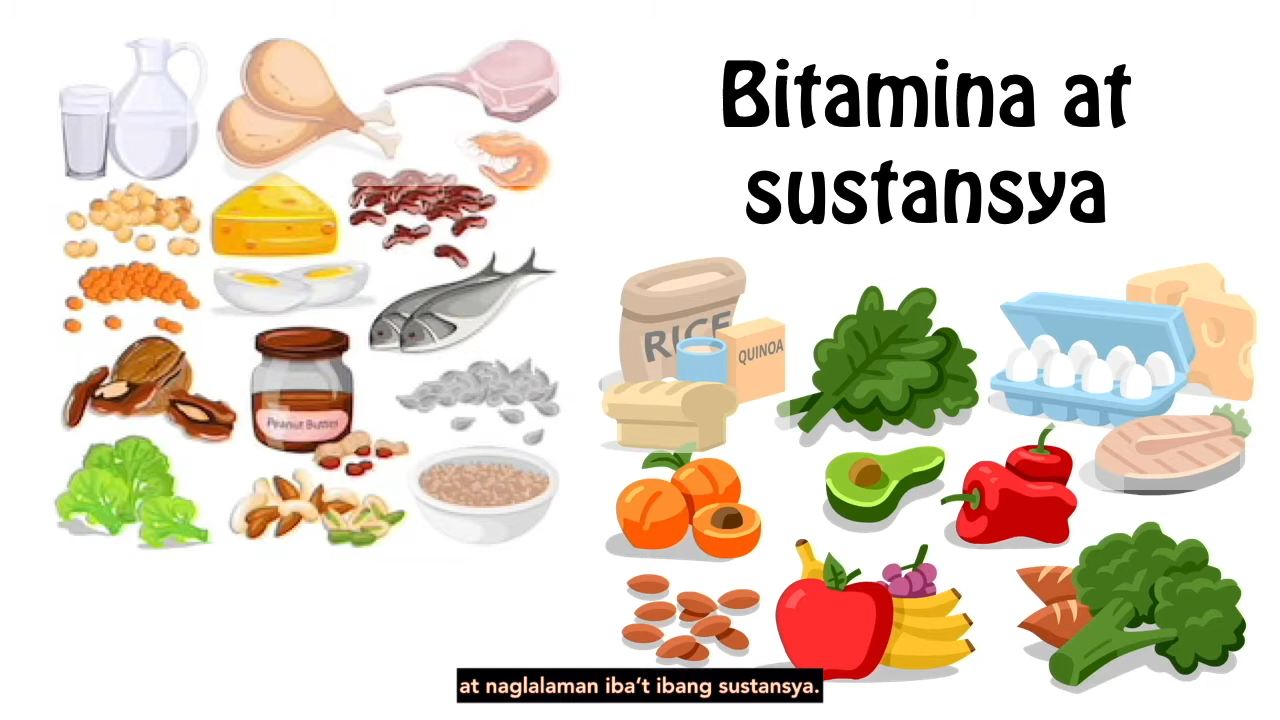 Bitamina at
sustansya
RICE
QUINOA
Peanut Butter
at naglalaman iba't ibang sustansya.